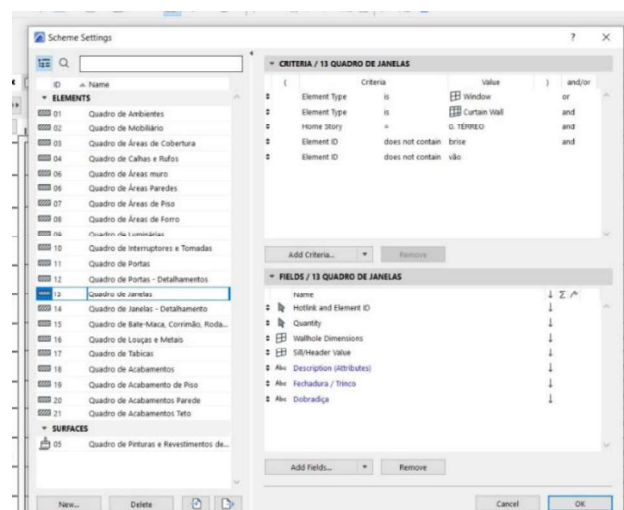 Scheme Settings
? ×
ID Name
ELEMENTS
01 Quadro de Ambientes
02 Quadro de Mobiliário
03 Quadro de Áreas de Cobertura
04 Quadro de Calhas e Rufos
06 Quadro de Áreas muro
06 Quadro de Áreas Paredes
07 Quadro de Áreas de Piso
08 Quadro de Áreas de Forro
09 Quadro de Luminárias
10 Quadro de Interruptores e Tomadas
11 Quadro de Portas
12 Quadro de Portas - Detalhamentos
13 Quadro de Janelas
14 Quadro de Janelas - Detalhamento
15 Quadro de Bate-Maca, Corrimão, Roda...
16 Quadro de Louças e Metais
17 Quadro de Tabicas
18 Quadro de Acabamentos
19 Quadro de Acabamento de Piso
20 Quadro de Acabamentos Parede
21 Quadro de Acabamentos Teto
SURFACES
05 Quadro de Pinturas e Revestimentos de...
New... Delete
CRITERIA / 13 QUADRO DE JANELAS
( Criteria Value ) and/or
Element Type is Window or
Element Type is Curtain Wall and
Home Story = 0. TÉRREO and
Element ID does not contain brise and
Element ID does not contain vão
Add Criteria... Remove
FIELDS / 13 QUADRO DE JANELAS
Name ↓ Σ
Hotlink and Element ID ↓
Quantity ↓
Wallhole Dimensions ↓
Sill/Header Value ↓
Abc Description (Attributes) ↓
Abc Fechadura / Trinco ↓
Abc Dobradiça ↓
Add Fields... Remove
Cancel OK